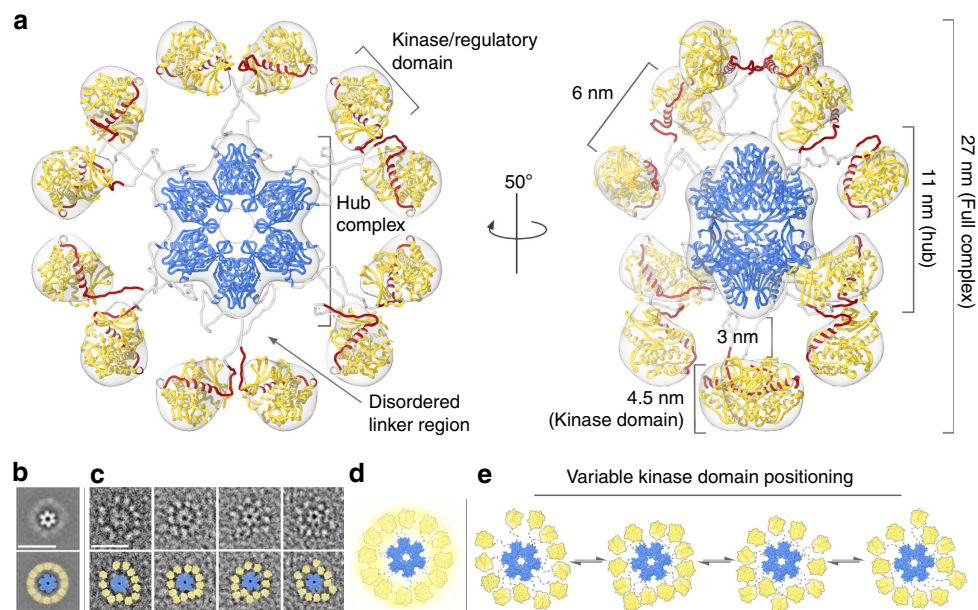 a
Kinase/regulatory
domain
Hub
complex
Disordered
linker region
50°
6 nm
3 nm
4.5 nm
(Kinase domain)
11 nm (hub)
27 nm (Full complex)
b
c
d
e
Variable kinase domain positioning